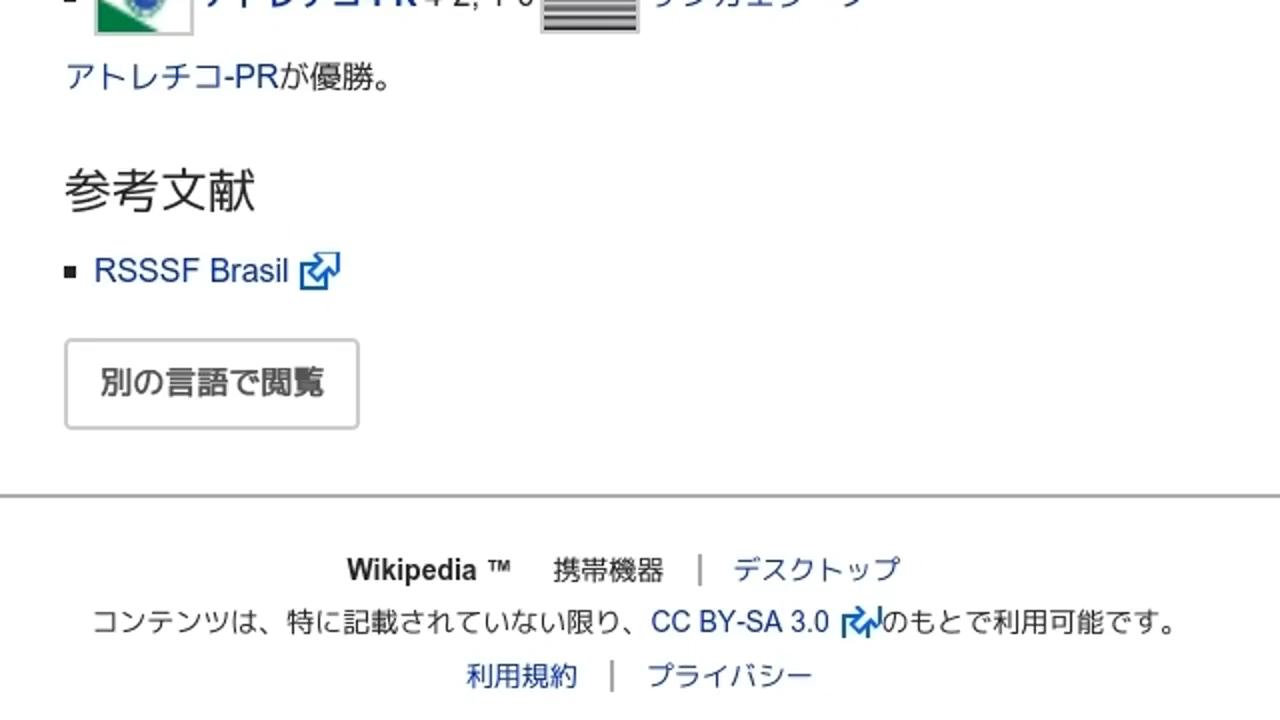 アトレチコ-PRが優勝。
参考文献
RSSSF Brasil
別の言語で閲覧
Wikipedia ™ 携帯機器 | デスクトップ
コンテンツは、特に記載されていない限り、CC BY-SA 3.0 のもとで利用可能です。
利用規約 | プライバシー